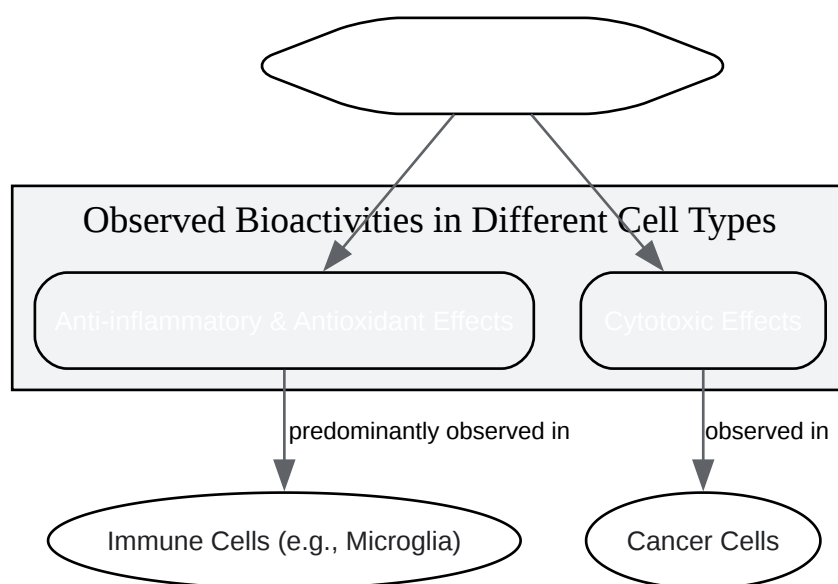 Observed Bioactivities in Different Cell Types
Anti-inflammatory & Antioxidant Effects
Cytotoxic Effects
predominantly observed in
observed in
Immune Cells (e.g., Microglia)
Cancer Cells